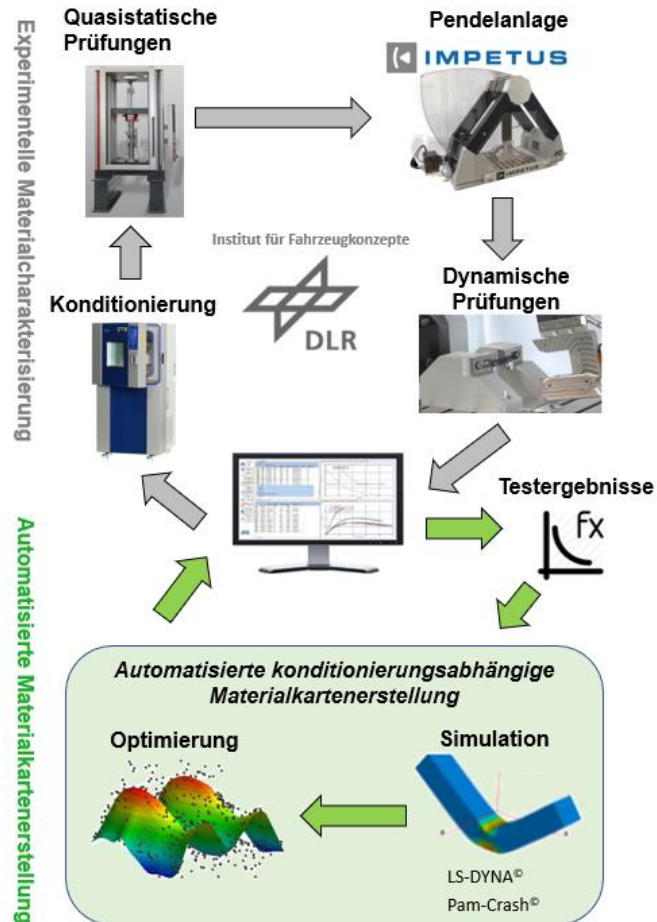 Experimentelle Materialcharakterisierung
Quasistatische
Prüfungen
Pendelanlage
IMPETUS
IMPETUS
Institut für Fahrzeugkonzepte
DLR
Konditionierung
Dynamische
Prüfungen
Testergebnisse
fx
Automatisierte Materialkartenerstellung
Automatisierte konditionierungsabhängige
Materialkartenerstellung
Optimierung
Simulation
LS-DYNA©
Pam-Crash©